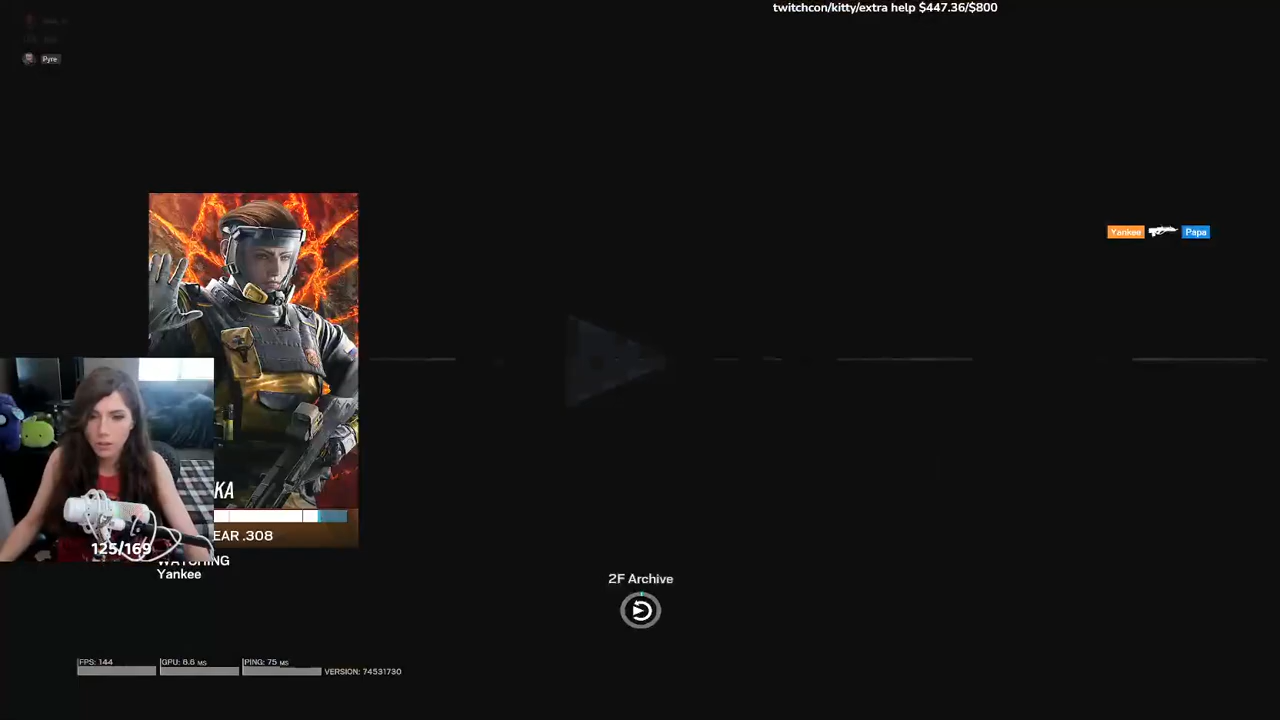 twitchcon/kitty/extra help $447.36/$800
Pyre
Yankee Papa
KA
EAR .308
125/169
WATCHING
Yankee
2F Archive
FPS: 144 GPU: 6.6 MS PING: 75 MS VERSION: 74531730